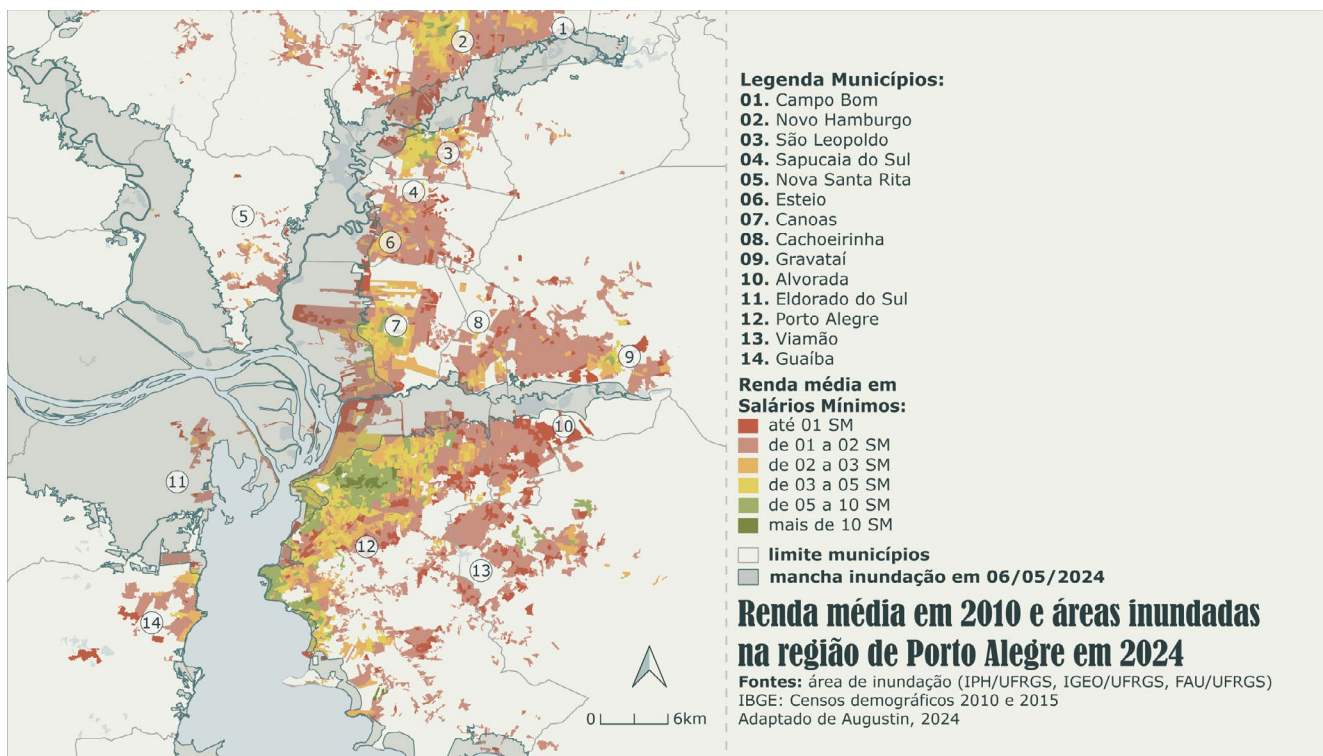 1
2
3
4
5
6
7
8
9
10
11
12
13
14
0 6km
Legenda Municípios:
01. Campo Bom
02. Novo Hamburgo
03. São Leopoldo
04. Sapucaia do Sul
05. Nova Santa Rita
06. Esteio
07. Canoas
08. Cachoeirinha
09. Gravataí
10. Alvorada
11. Eldorado do Sul
12. Porto Alegre
13. Viamão
14. Guaíba
Renda média em
Salários Mínimos:
até 01 SM
de 01 a 02 SM
de 02 a 03 SM
de 03 a 05 SM
de 05 a 10 SM
mais de 10 SM
limite municípios
mancha inundação em 06/05/2024
Renda média em 2010 e áreas inundadas
na região de Porto Alegre em 2024
Fontes: área de inundação (IPH/UFRGS, IGEO/UFRGS, FAU/UFRGS)
IBGE: Censos demográficos 2010 e 2015
Adaptado de Augustin, 2024